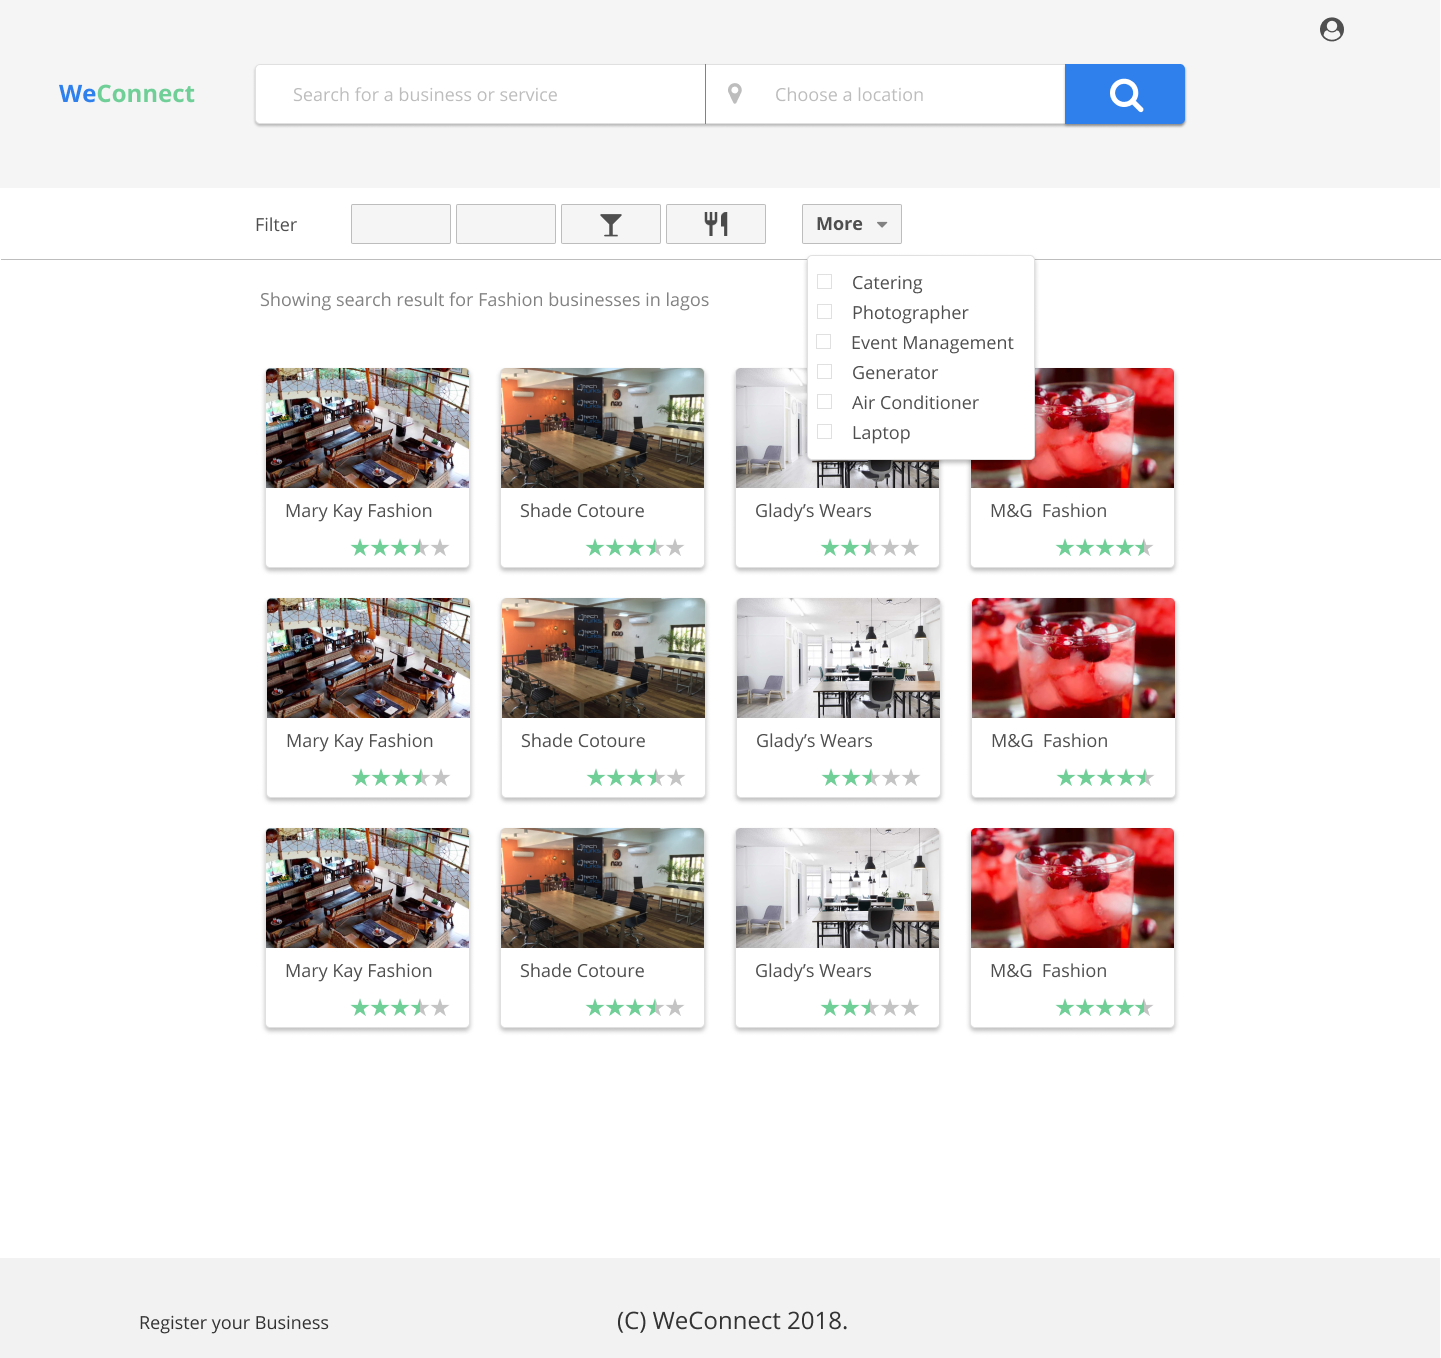 WeConnect
Search for a business or service
Choose a location
Filter
More
Catering
Photographer
Event Management
Generator
Air Conditioner
Laptop
Showing search result for Fashion businesses in lagos
Mary Kay Fashion
Shade Cotoure
Glady’s Wears
M&G Fashion
Mary Kay Fashion
Shade Cotoure
Glady’s Wears
M&G Fashion
Mary Kay Fashion
Shade Cotoure
Glady’s Wears
M&G Fashion
Register your Business
(C) WeConnect 2018.